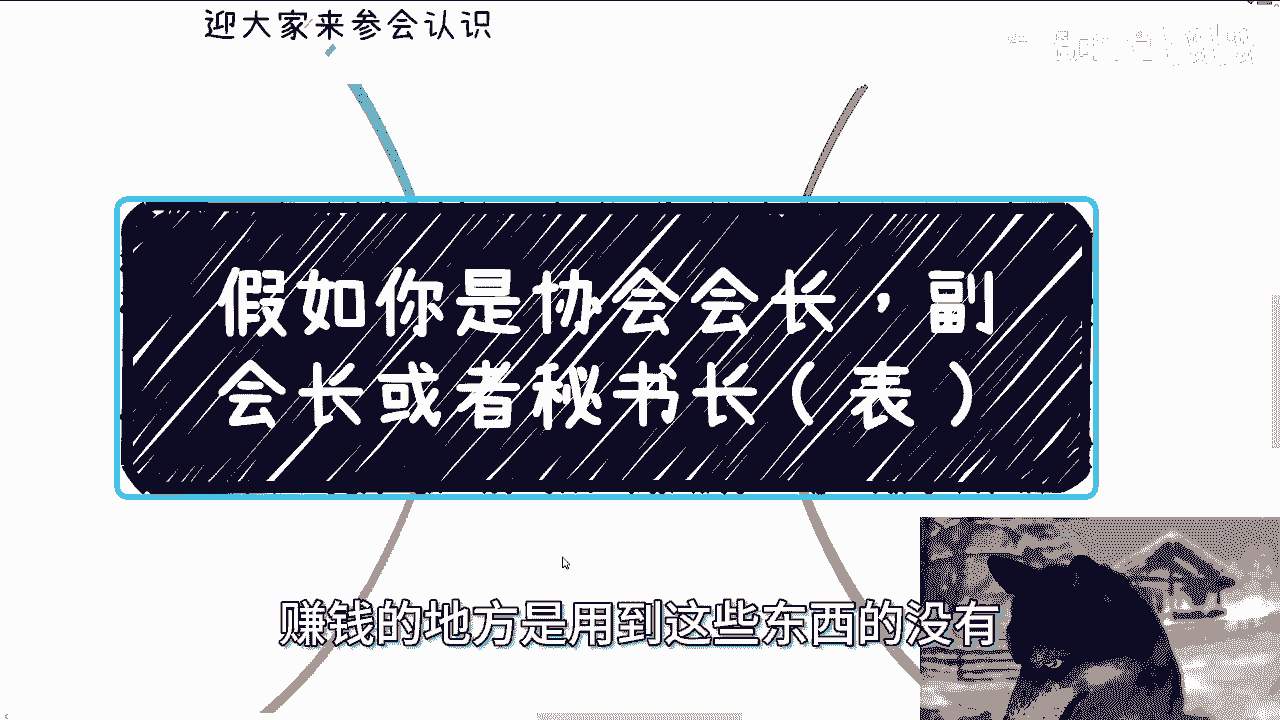 迎大家来参会认识
假如你是协会会长，副
会长或者秘书长（表）
赚钱的地方是用到这些东西的没有